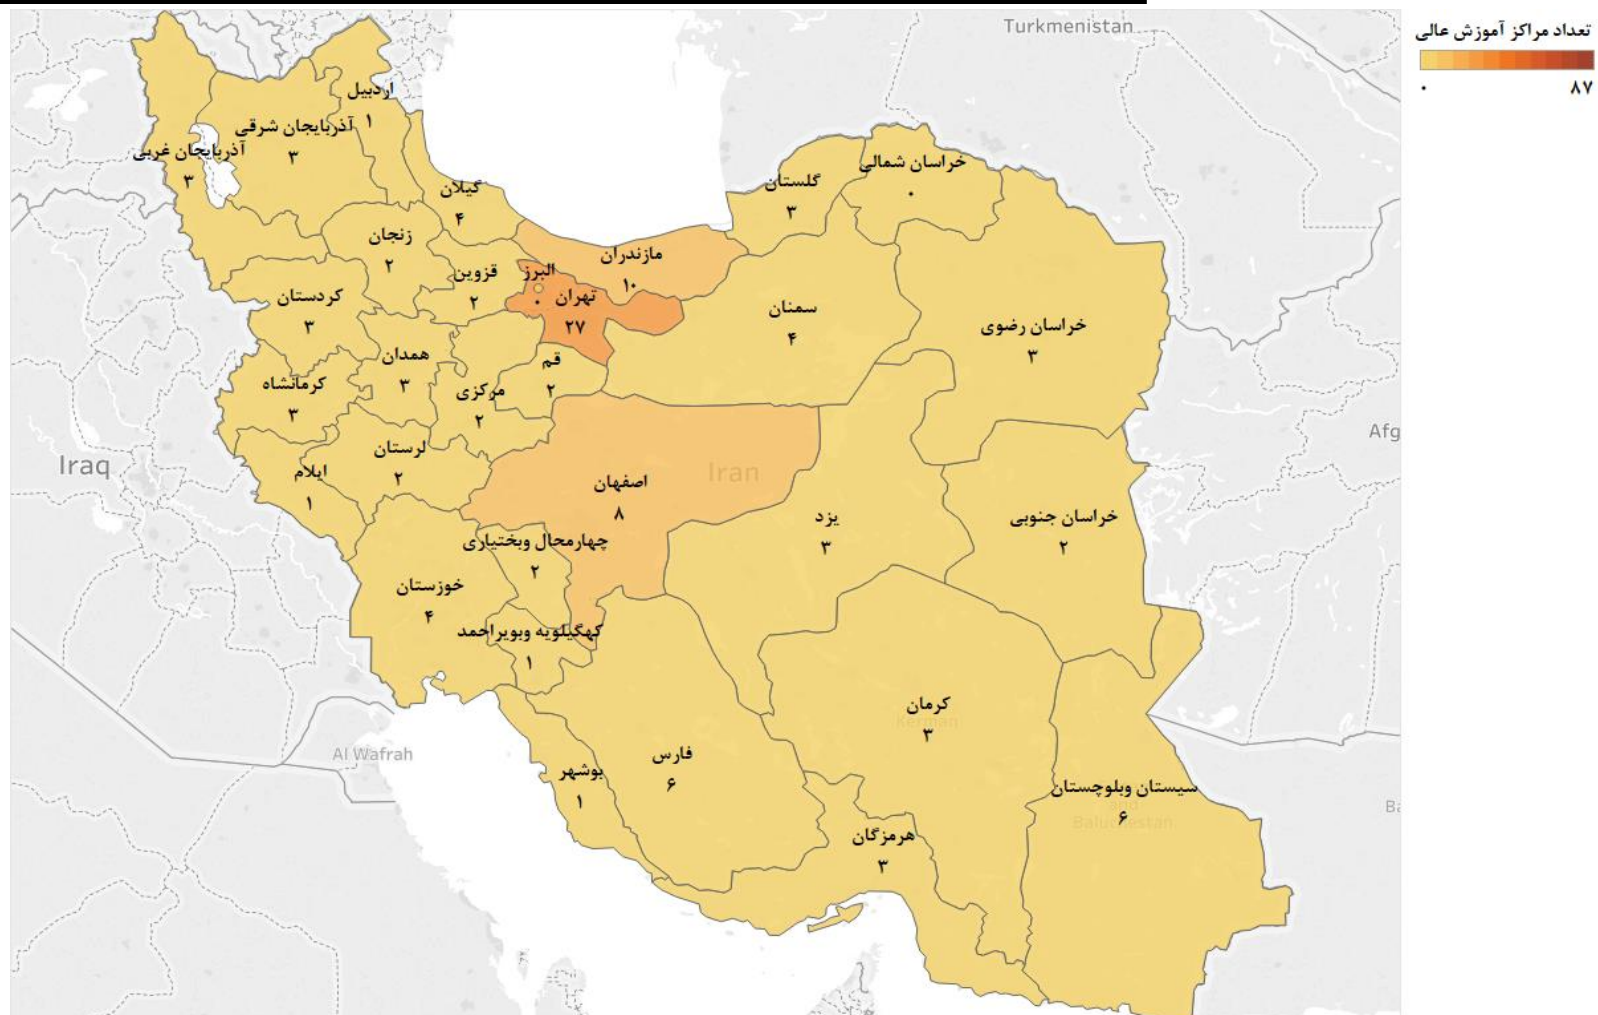 Turkmenistan
تعداد مراکز آموزش عالی
۰
۸۷
اردبیل
۱
آذربایجان شرقی
۳
آذربایجان غربی
۳
خراسان شمالی
۰
گلستان
۳
گیلان
۴
زنجان
۲
مازندران
۱۰
قزوین
۲
البرز
۰
تهران
۲۷
کردستان
۳
سمنان
۴
خراسان رضوی
۳
همدان
۳
قم
۲
کرمانشاه
۳
مرکزی
۲
Afg
لرستان
۲
Iraq
ایلام
۱
Iran
اصفهان
۸
یزد
۳
خراسان جنوبی
۲
چهارمحال وبختیاری
۲
خوزستان
۴
کهگیلویه وبویراحمد
۱
کرمان
Kerman
۳
Al Wafrah
فارس
۶
بوشهر
۱
سیستان وبلوچستان
and
۶
Baluchestan
Ba
هرمزگان
۳